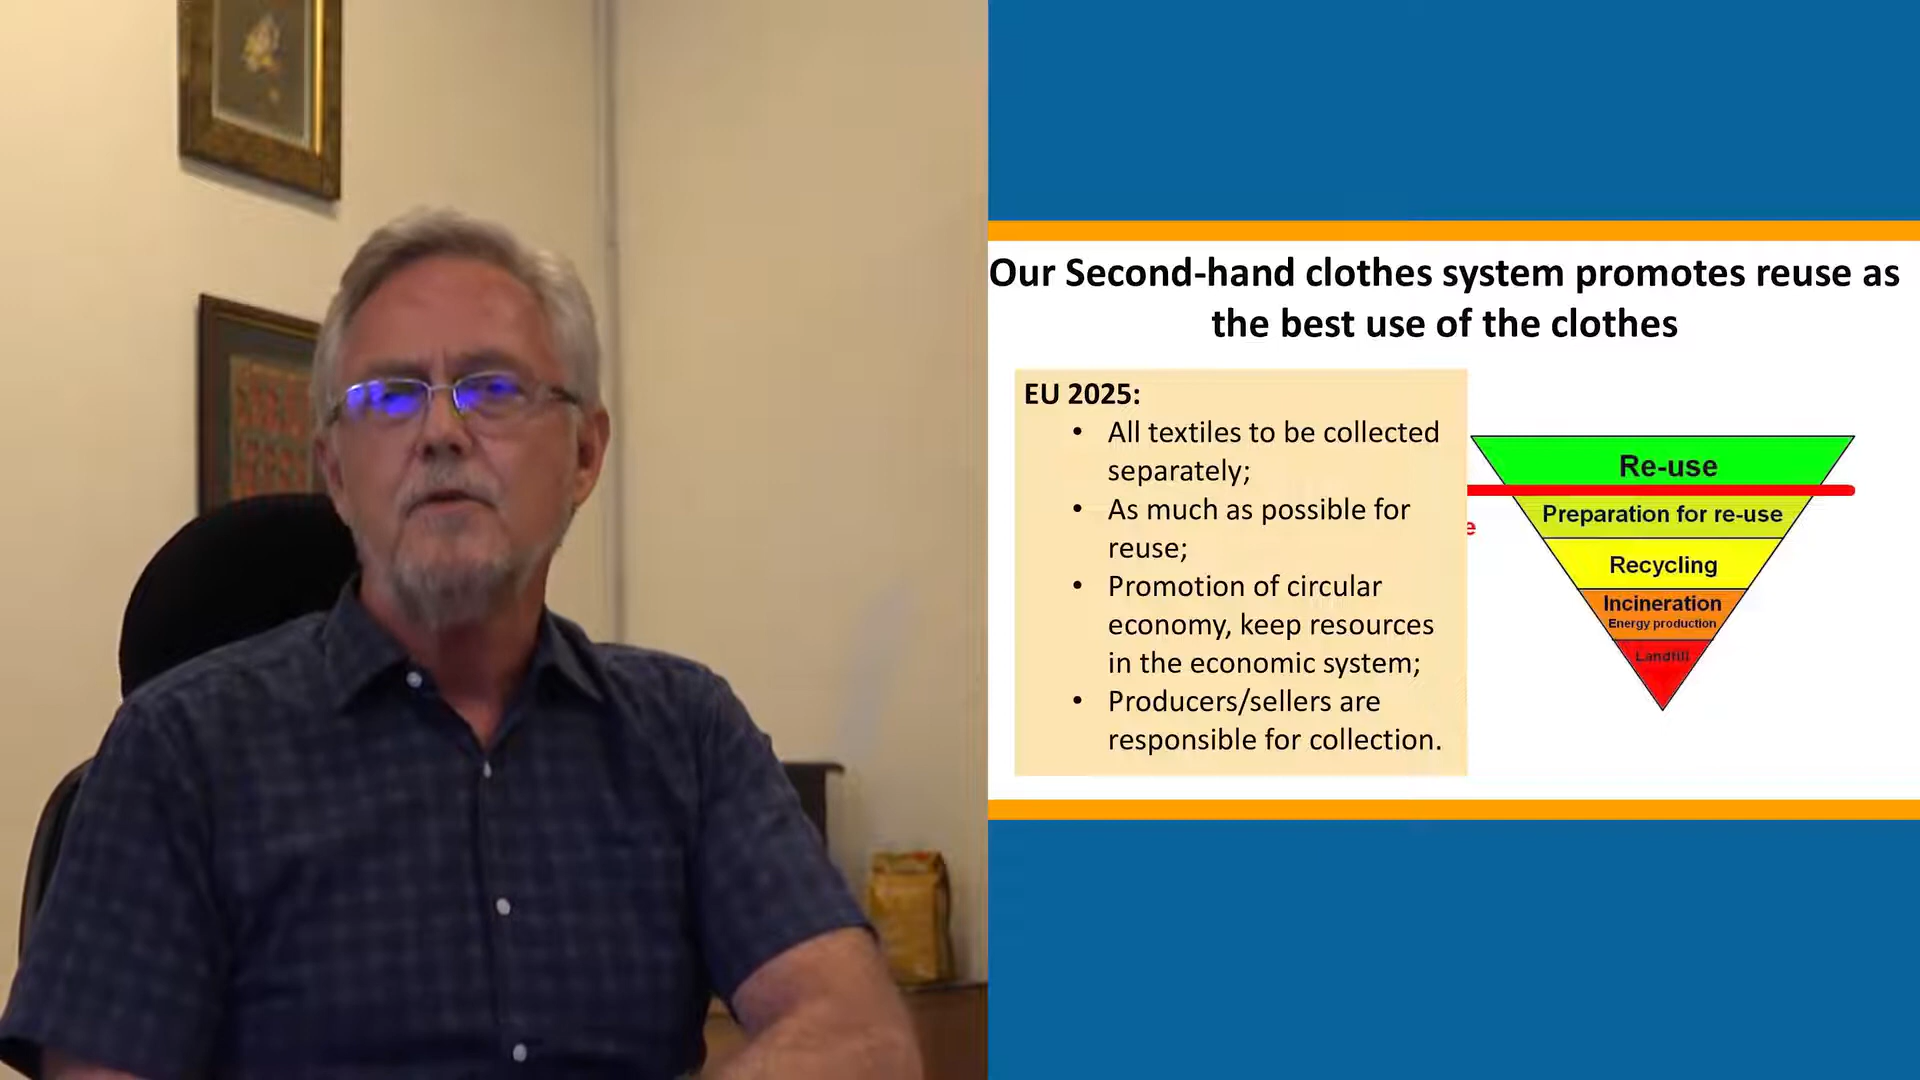 Our Second-hand clothes system promotes reuse as
the best use of the clothes
EU 2025:
• All textiles to be collected
separately;
• As much as possible for
reuse;
• Promotion of circular
economy, keep resources
in the economic system;
• Producers/sellers are
responsible for collection.
e
Re-use
Preparation for re-use
Recycling
Incineration
Energy production
Landfill